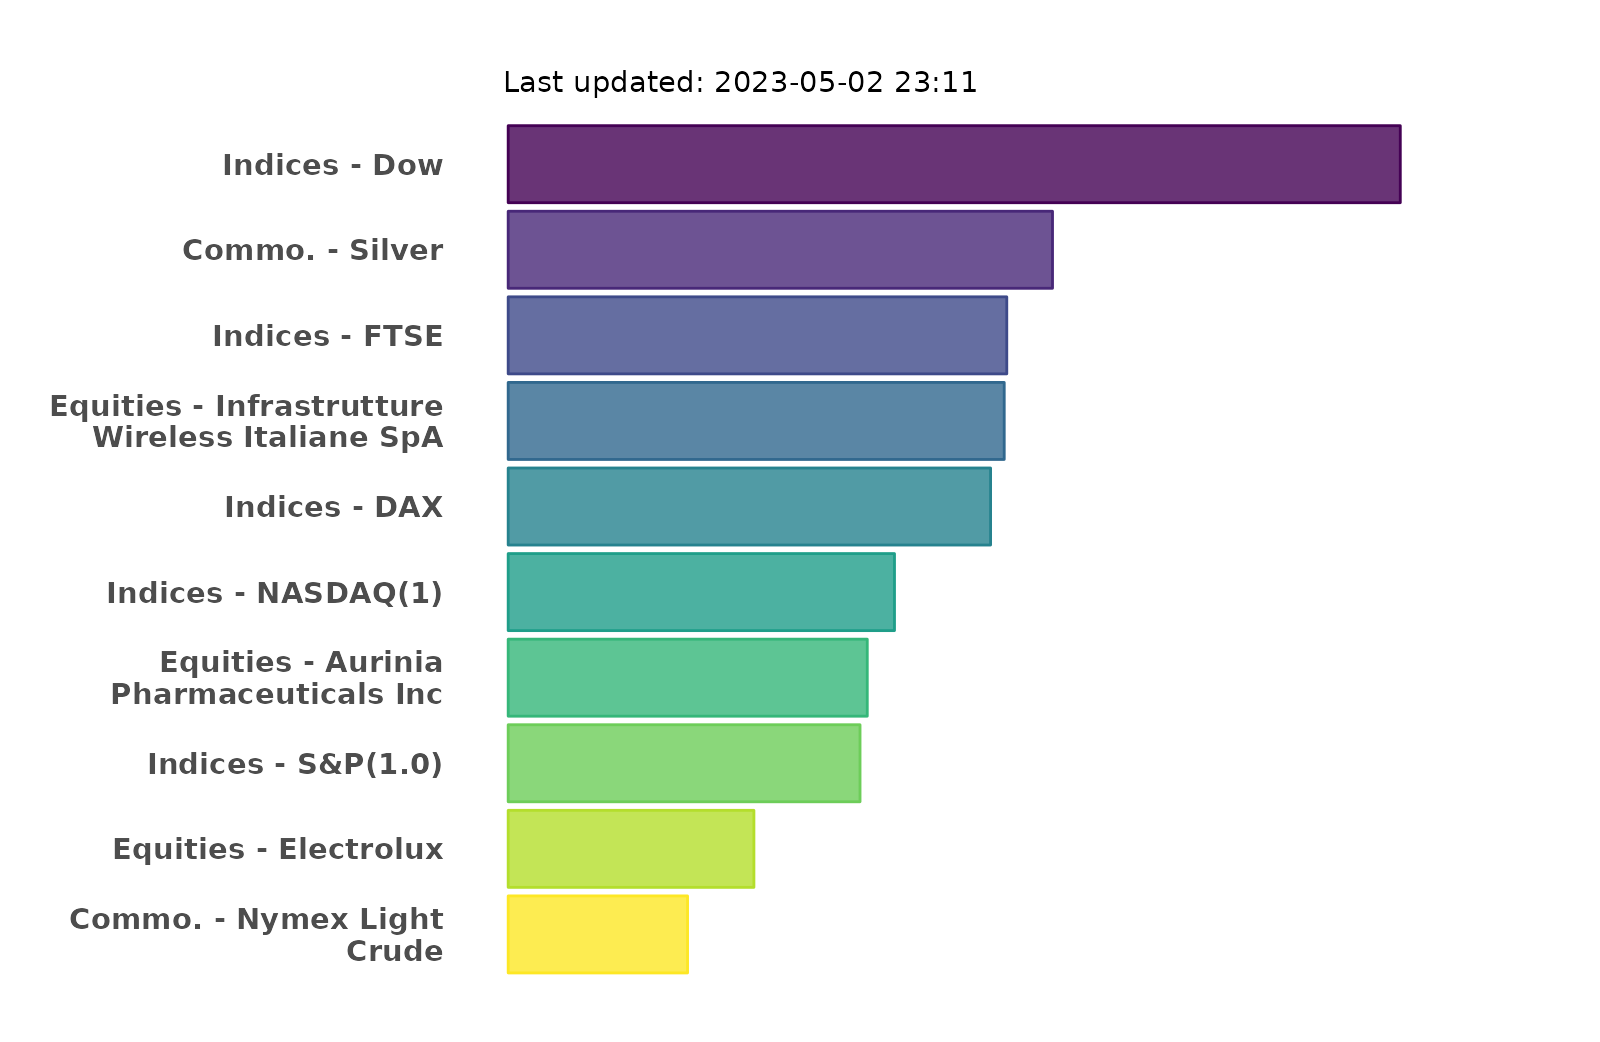 Last updated: 2023-05-02 23:11
Indices - Dow
Commo. - Silver
Indices - FTSE
Equities - Infrastrutture
Wireless Italiane SpA
Indices - DAX
Indices - NASDAQ(1)
Equities - Aurinia
Pharmaceuticals Inc
Indices - S&P(1.0)
Equities - Electrolux
Commo. - Nymex Light
Crude